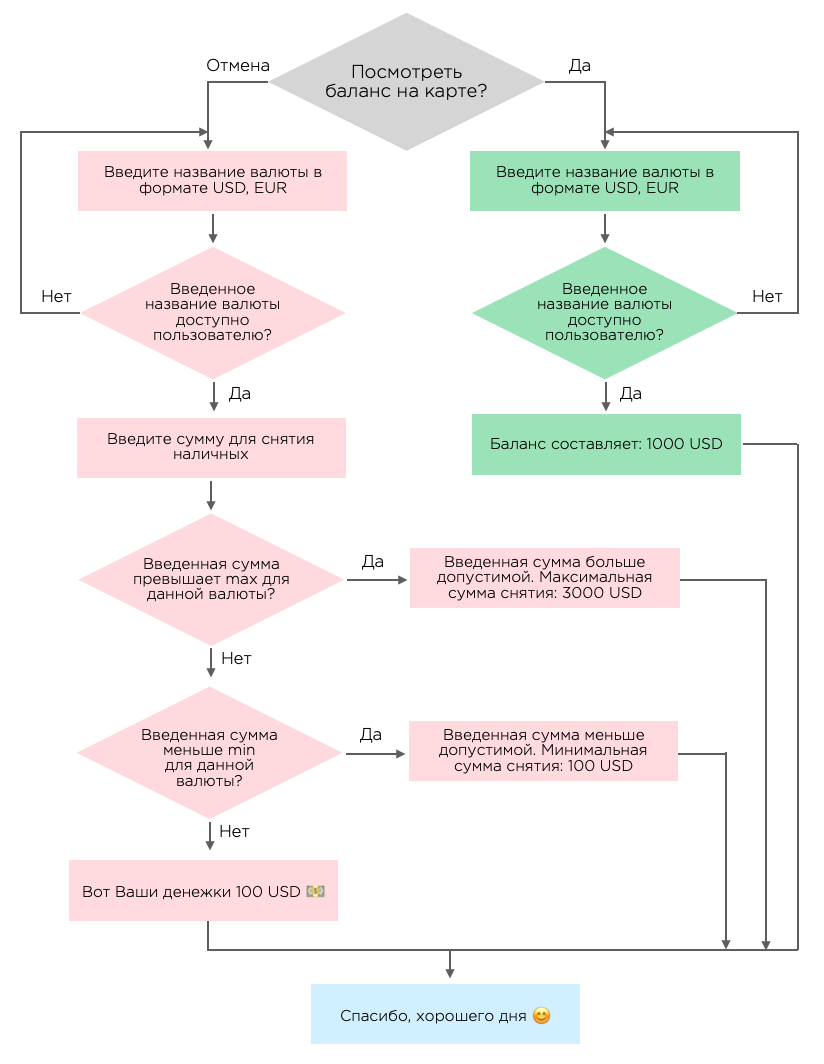 Посмотреть
баланс на карте?
Отмена
Да
Введите название валюты в
формате USD, EUR
Введите название валюты в
формате USD, EUR
Введенное
название валюты
доступно
пользователю?
Нет
Введенное
название валюты
доступно
пользователю?
Нет
Да
Да
Введите сумму для снятия
наличных
Баланс составляет: 1000 USD
Введенная сумма
превышает max для
данной валюты?
Да
Введенная сумма больше
допустимой. Максимальная
сумма снятия: 3000 USD
Нет
Введенная сумма
меньше min
для данной
валюты?
Да
Введенная сумма меньше
допустимой. Минимальная
сумма снятия: 100 USD
Нет
Вот Ваши денежки 100 USD 💵
Спасибо, хорошего дня 😊